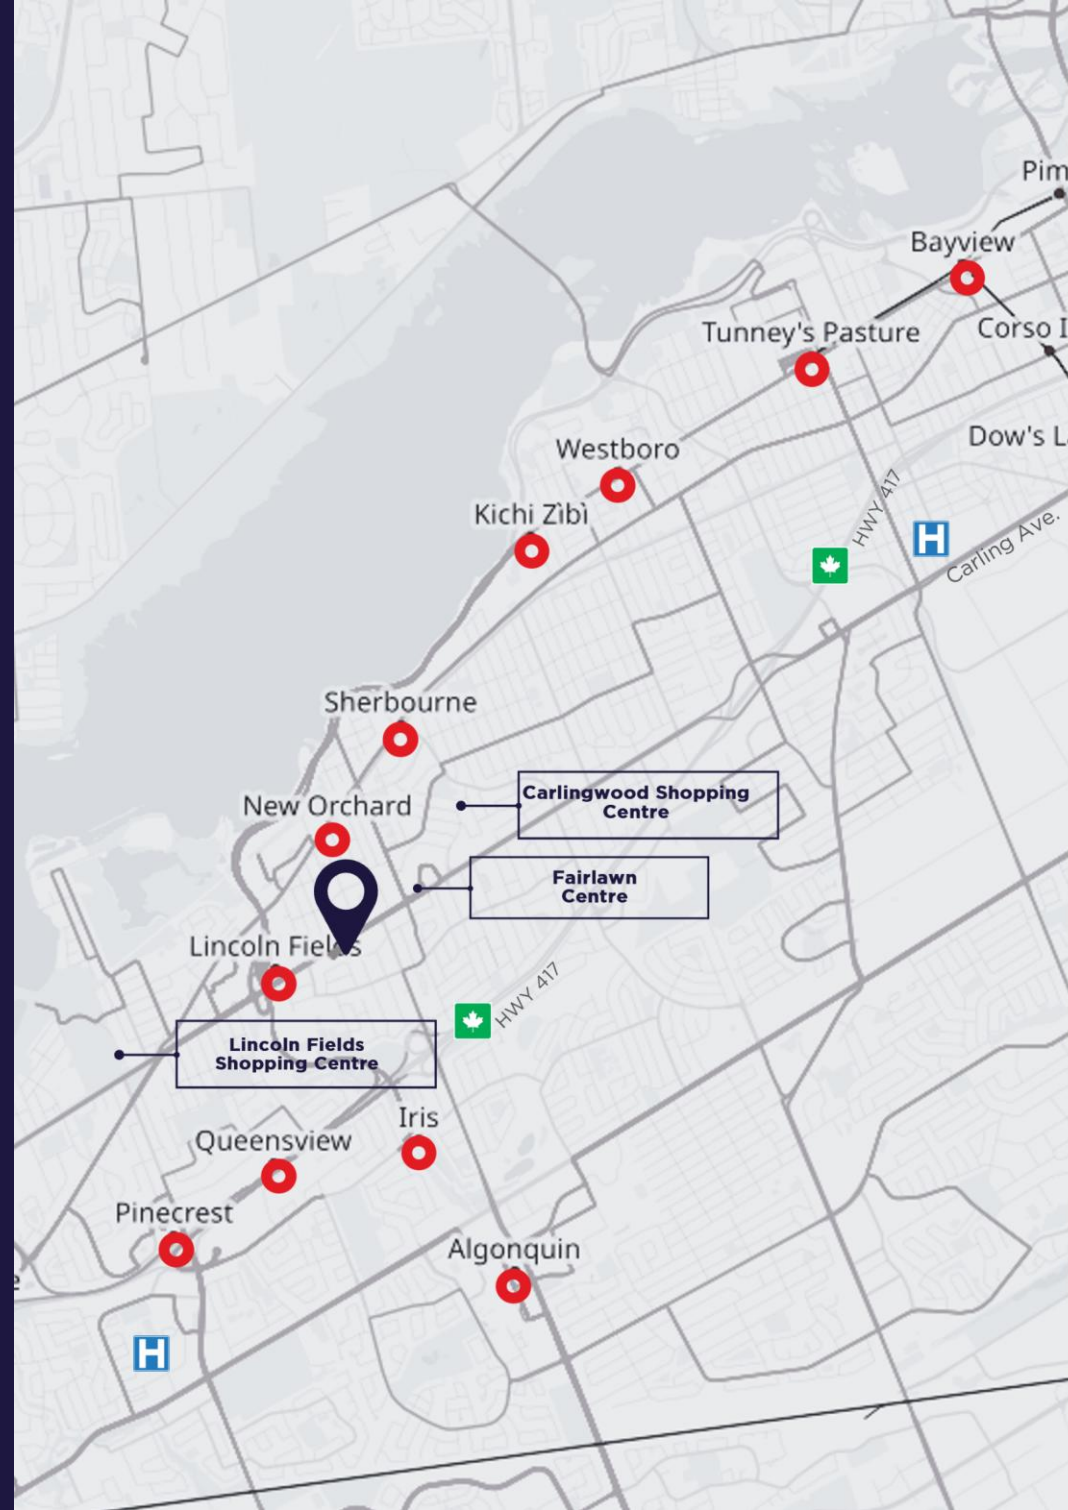 Pim
Bayview
Tunney's Pasture
Corso I
Dow's L
Westboro
HWY 417
H
Kichi Zìbì
Carling Ave.
Sherbourne
Carlingwood Shopping
Centre
New Orchard
Fairlawn
Centre
Lincoln Fields
HWY 417
Lincoln Fields
Shopping Centre
Iris
Queensview
Pinecrest
Algonquin
e
H